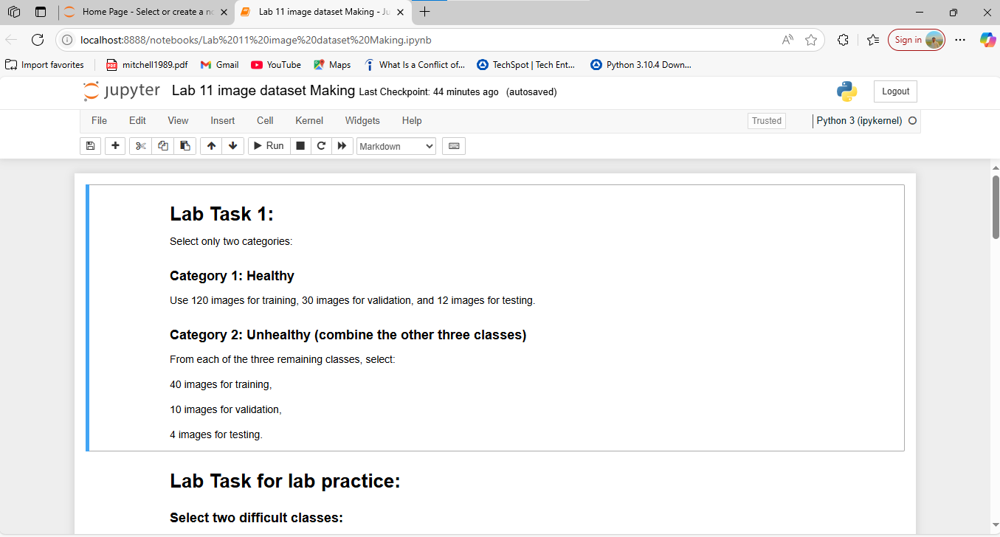 Home Page - Select or create a no
Lab 11 image dataset Making - Ju
localhost:8888/notebooks/Lab%2011%20image%20dataset%20Making.ipynb
Sign in
Import favorites
mitchell1989.pdf
Gmail
YouTube
Maps
What Is a Conflict of...
TechSpot | Tech Ent...
Python 3.10.4 Down...
jupyter Lab 11 image dataset Making Last Checkpoint: 44 minutes ago (autosaved)
Logout
File Edit View Insert Cell Kernel Widgets Help
Trusted
Python 3 (ipykernel)
Run
Markdown
Lab Task 1:
Select only two categories:
Category 1: Healthy
Use 120 images for training, 30 images for validation, and 12 images for testing.
Category 2: Unhealthy (combine the other three classes)
From each of the three remaining classes, select:
40 images for training,
10 images for validation,
4 images for testing.
Lab Task for lab practice:
Select two difficult classes: